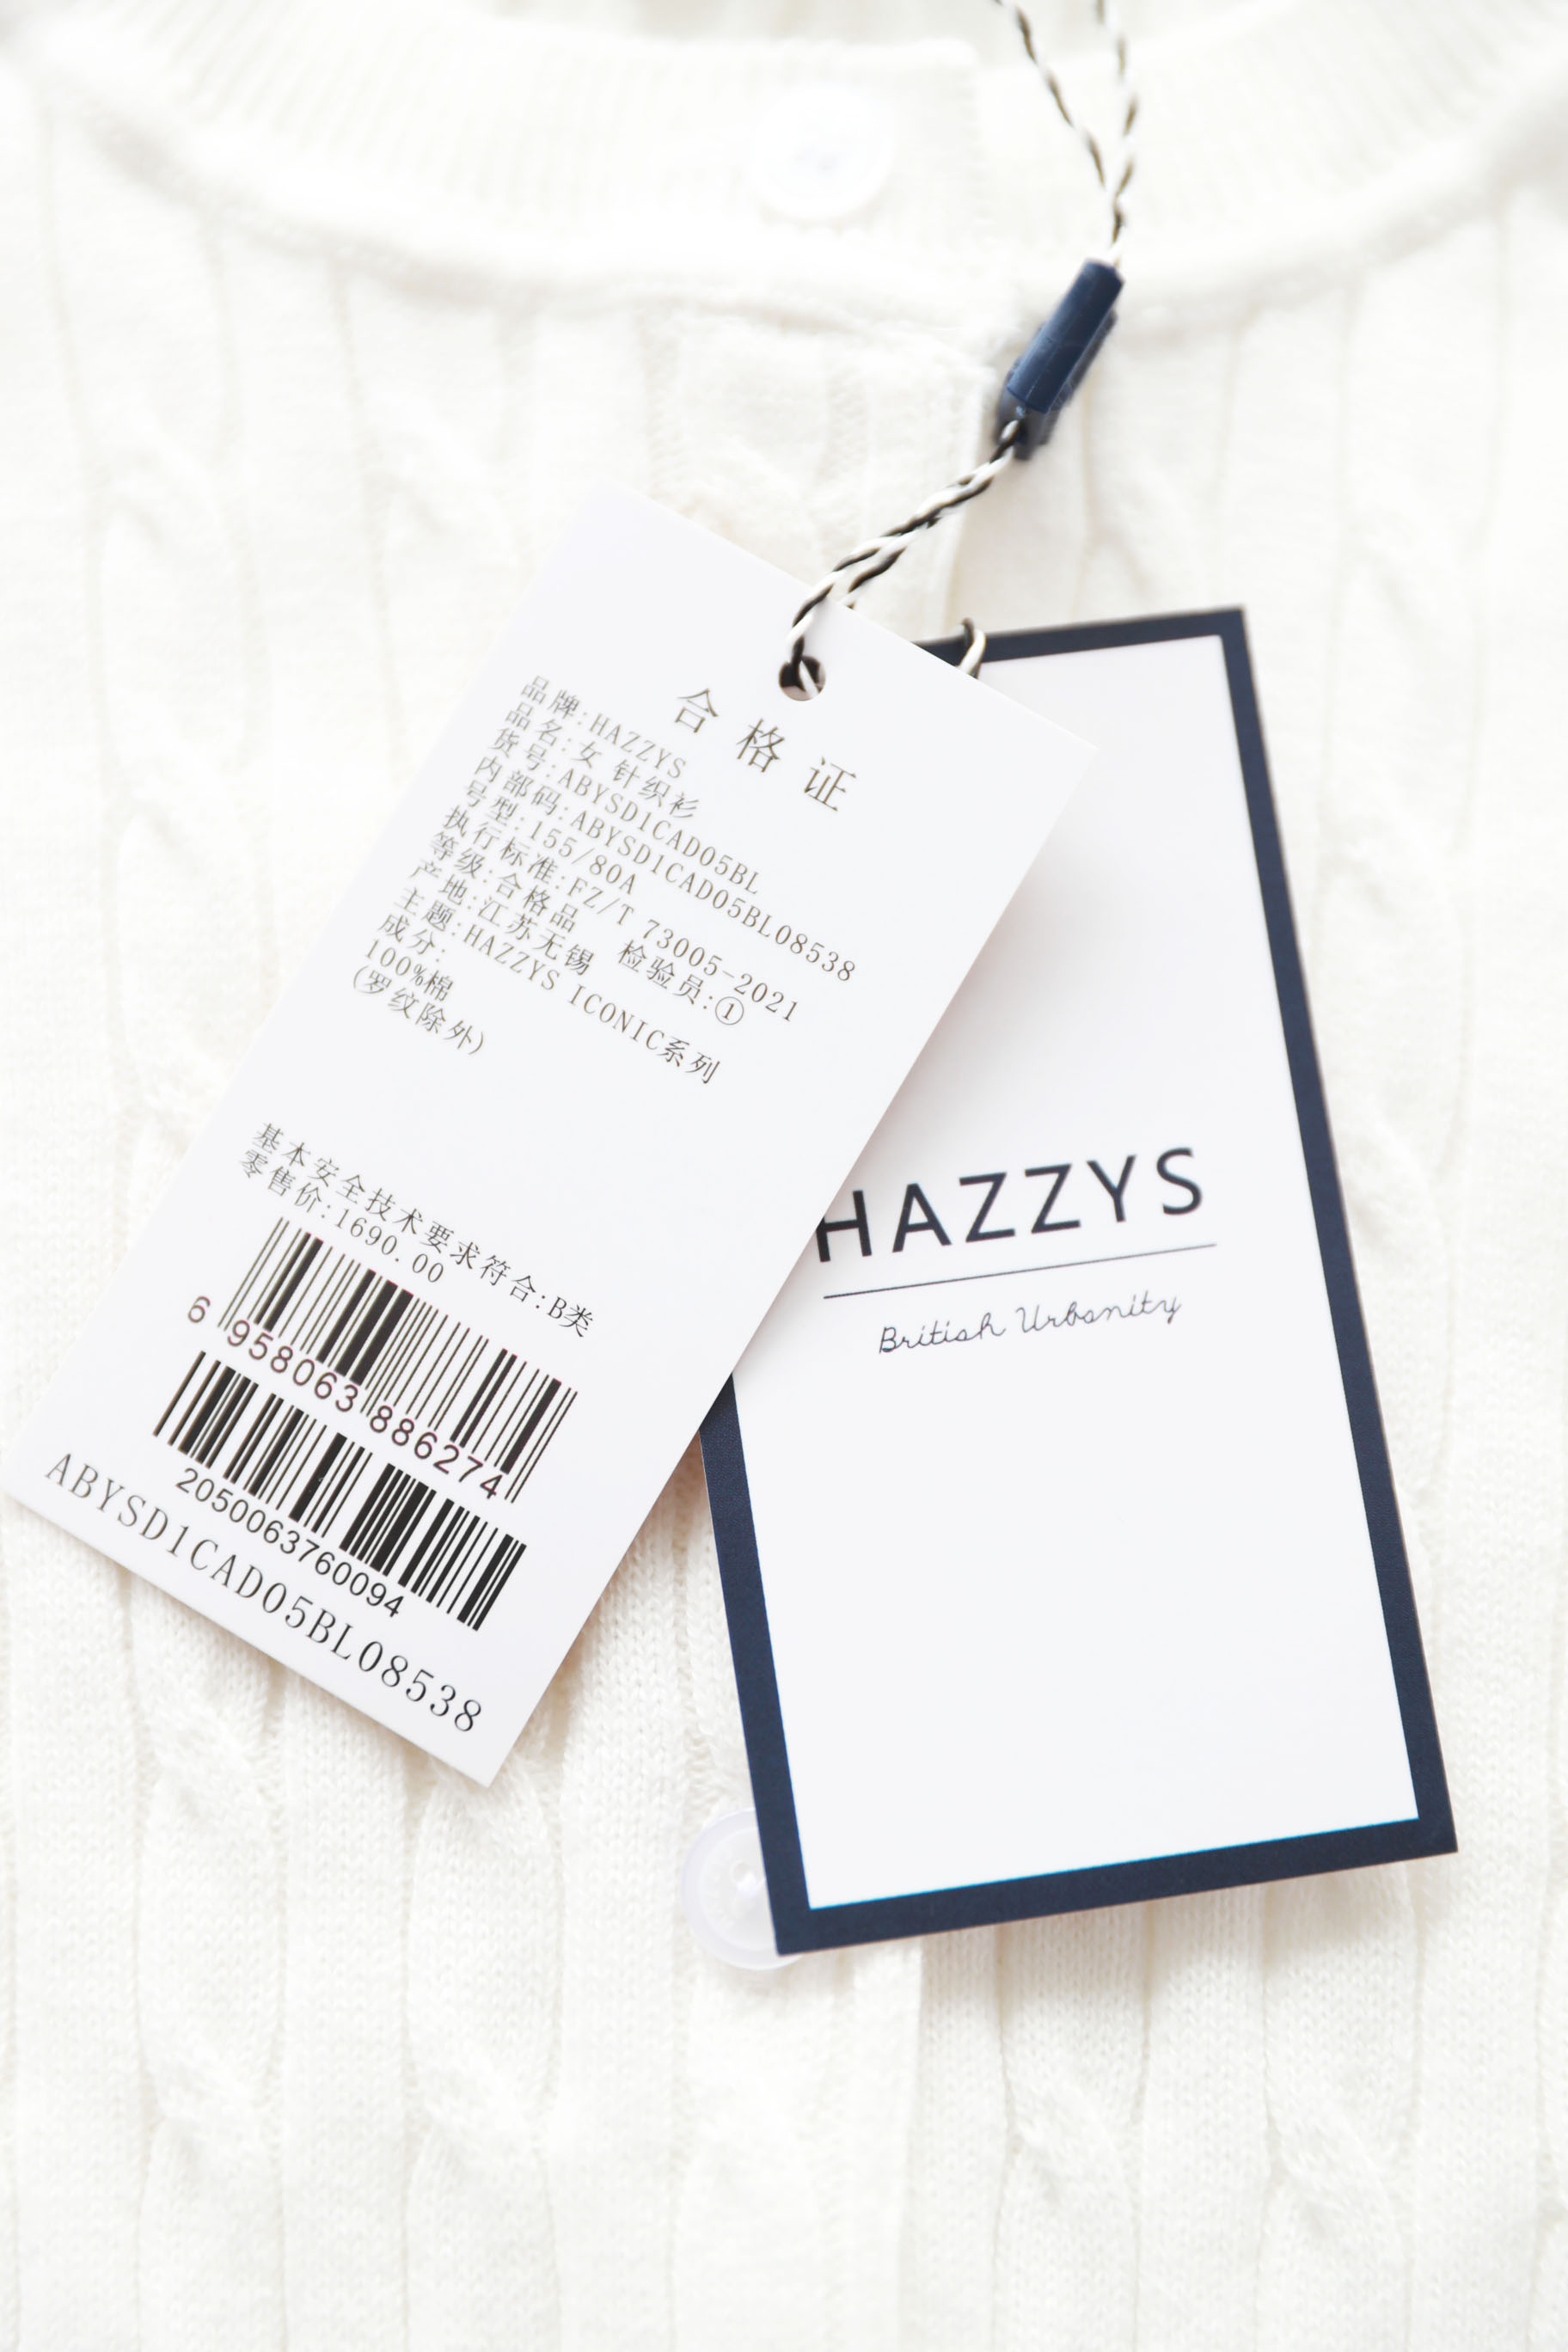 合格证
品牌:HAZZYS
品名:女 针织衫
货号:ABYSD1CAD05BL
内部码:ABYSD1CAD05BL08538
号型:155/80A
执行标准:FZ/T 73005-2021
等级:合格品 检验员:①
产地:江苏无锡
主题:HAZZYS ICONIC系列
成分:
100%棉
(罗纹除外)
基本安全技术要求符合:B类
零售价:1690.00
6 958063 886274
2050063760094
ABYSD1CAD05BL08538
HAZZYS
British Urbanity